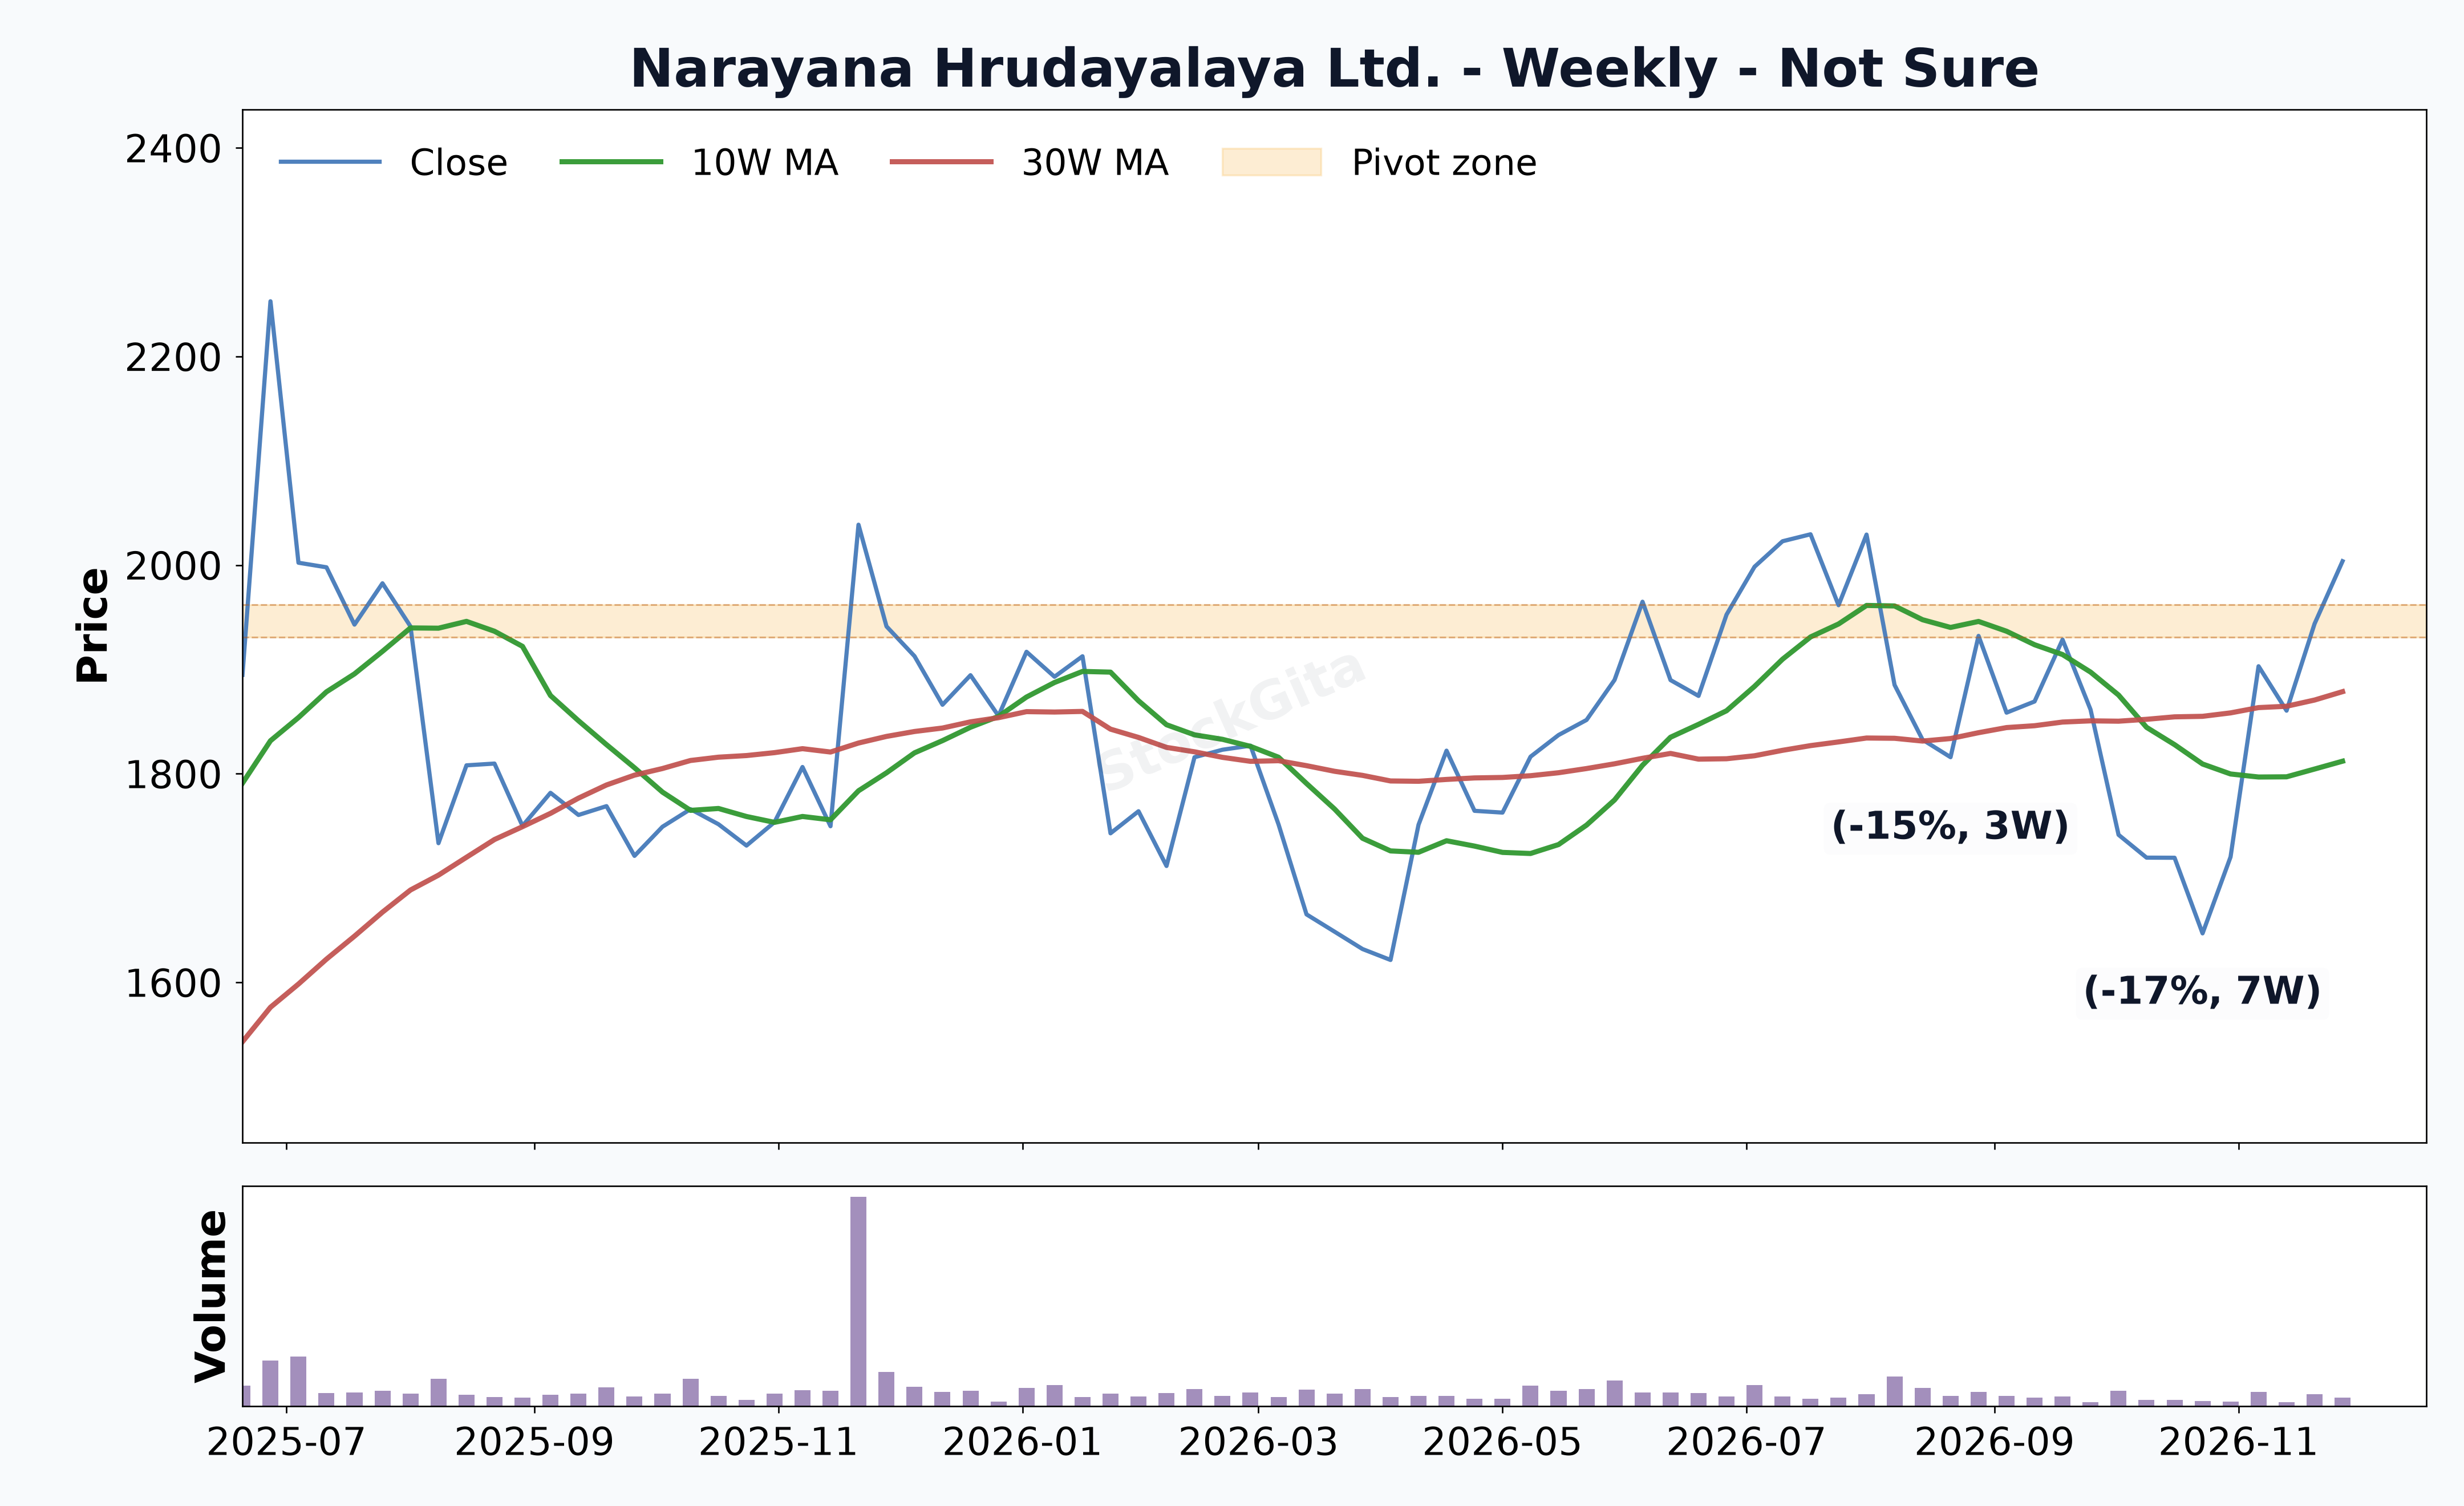 Narayana Hrudayalaya Ltd. - Weekly - Not Sure
Close 10W MA 30W MA Pivot zone
2400
2200
2000
1800
1600
Price
StockGita
(-15%, 3W)
(-17%, 7W)
Volume
2025-07 2025-09 2025-11 2026-01 2026-03 2026-05 2026-07 2026-09 2026-11